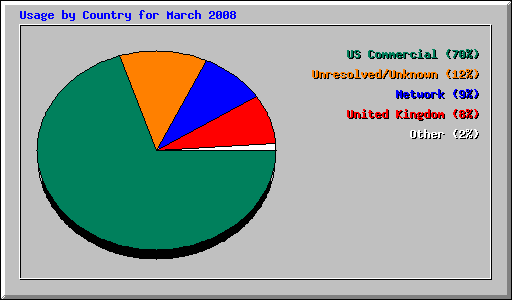 Usage by Country for March 2008
US Commercial (70%)
Unresolved/Unknown (12%)
Network (9%)
United Kingdom (8%)
Other (2%)